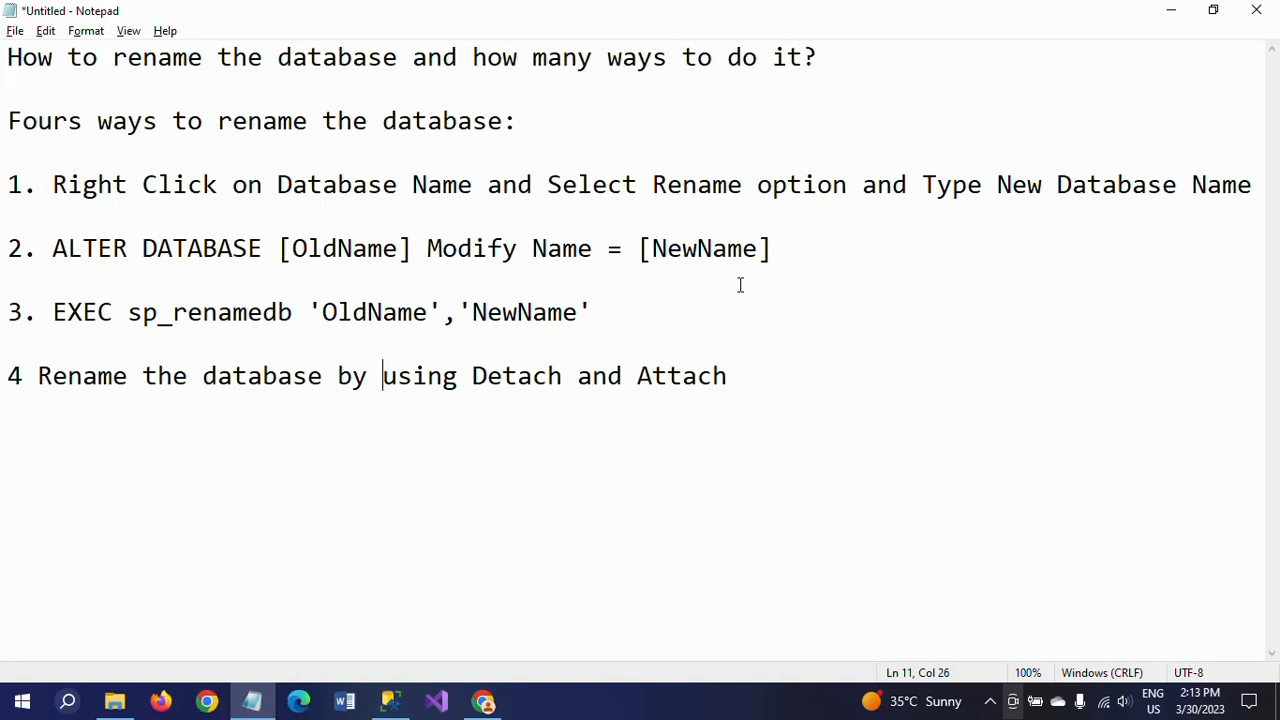 *Untitled - Notepad
File Edit Format View Help
How to rename the database and how many ways to do it?
Fours ways to rename the database:
1. Right Click on Database Name and Select Rename option and Type New Database Name
2. ALTER DATABASE [OldName] Modify Name = [NewName]
3. EXEC sp_renamedb 'OldName','NewName'
4 Rename the database by using Detach and Attach
Ln 11, Col 26 100% Windows (CRLF) UTF-8
35°C Sunny ENG US 2:13 PM 3/30/2023